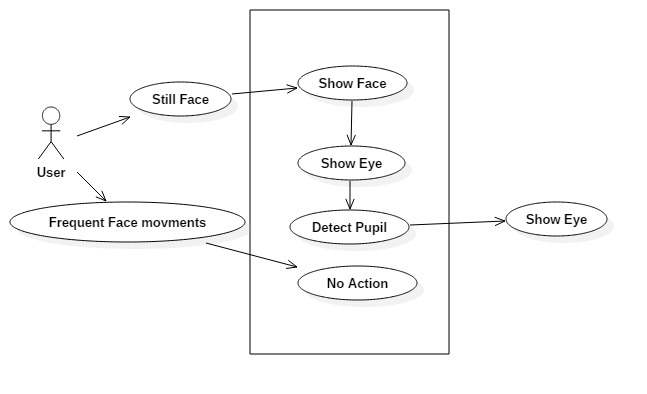 Show Face
Still Face
Show Eye
User
Frequent Face movments
Detect Pupil
Show Eye
No Action